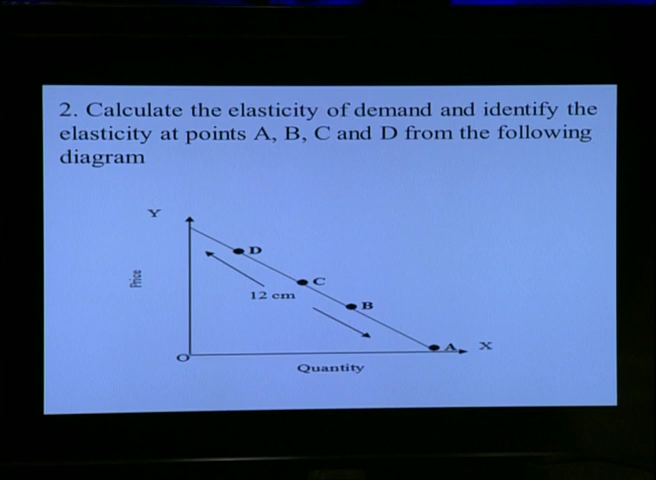 2. Calculate the elasticity of demand and identify the
elasticity at points A, B, C and D from the following
diagram
Y
D
C
Price
12 cm
B
A
X
O
Quantity